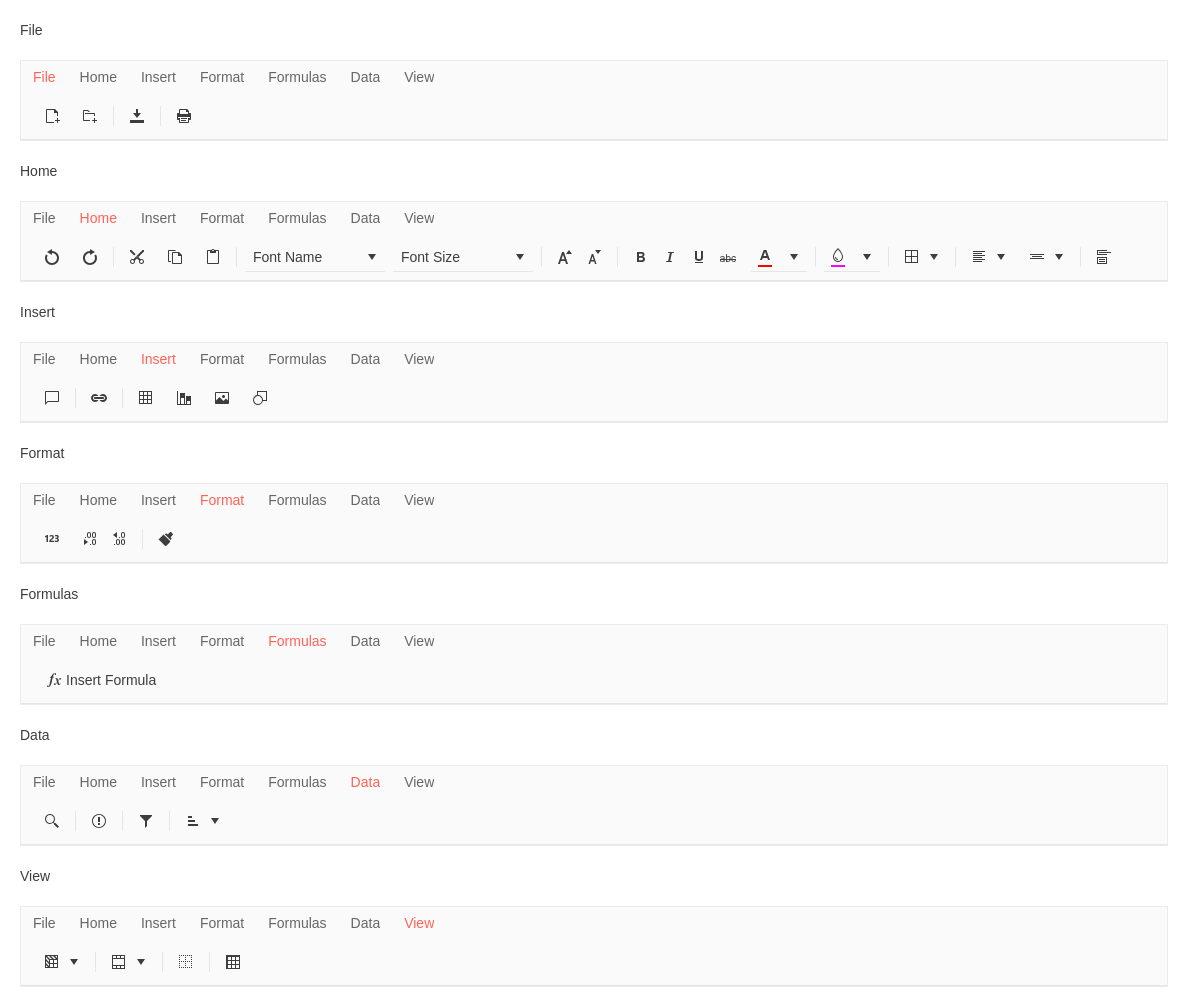 File
File Home Insert Format Formulas Data View
Home
File Home Insert Format Formulas Data View
Font Name Font Size A A B I U abc A
Insert
File Home Insert Format Formulas Data View
Format
File Home Insert Format Formulas Data View
123 .00 .0 .0 .00
Formulas
File Home Insert Format Formulas Data View
fx Insert Formula
Data
File Home Insert Format Formulas Data View
View
File Home Insert Format Formulas Data View